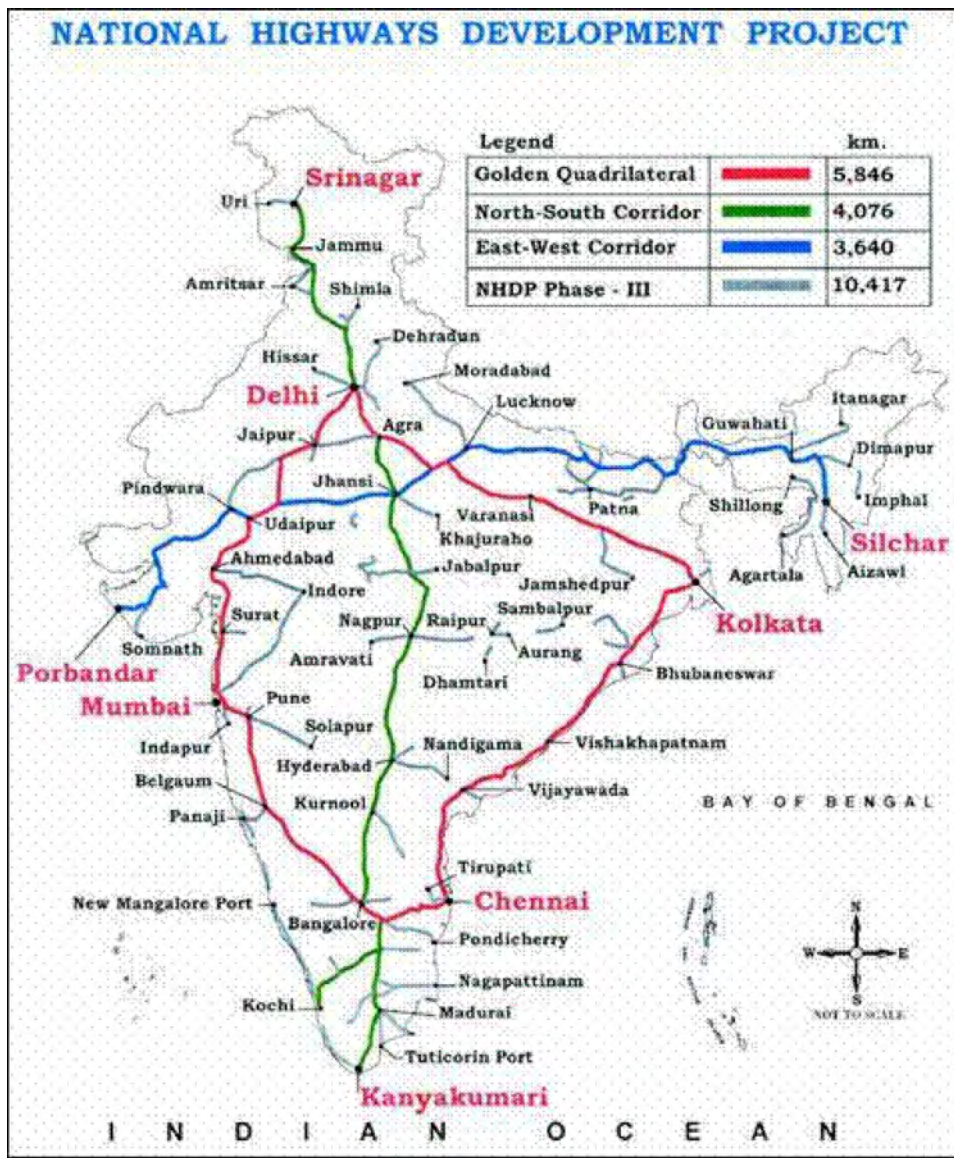 NATIONAL HIGHWAYS DEVELOPMENT PROJECT
Legend km.
Golden Quadrilateral 5,846
North-South Corridor 4,076
East-West Corridor 3,640
NHDP Phase - III 10,417
Srinagar
Uri
Jammu
Amritsar
Shimla
Dehradun
Hissar
Moradabad
Delhi
Lucknow
Itanagar
Agra
Guwahati
Jaipur
Dimapur
Jhansi
Pindwara
Shillong
Imphal
Patna
Varanasi
Udaipur
Khajuraho
Silchar
Ahmedabad
Jabalpur
Agartala
Aizawl
Jamshedpur
Indore
Sambalpur
Surat
Nagpur
Raipur
Kolkata
Somnath
Amravati
Aurang
Porbandar
Bhubaneswar
Dhamtari
Mumbai
Pune
Solapur
Indapur
Nandigama
Vishakhapatnam
Hyderabad
Belgaum
Vijayawada
BAY OF BENGAL
Kurnool
Panaji
Tirupati
New Mangalore Port
Chennai
Bangalore
Pondicherry
N
W E
S
NOT TO SCALE
Nagapattinam
Kochi
Madurai
Tuticorin Port
Kanyakumari
INDIAN OCEAN